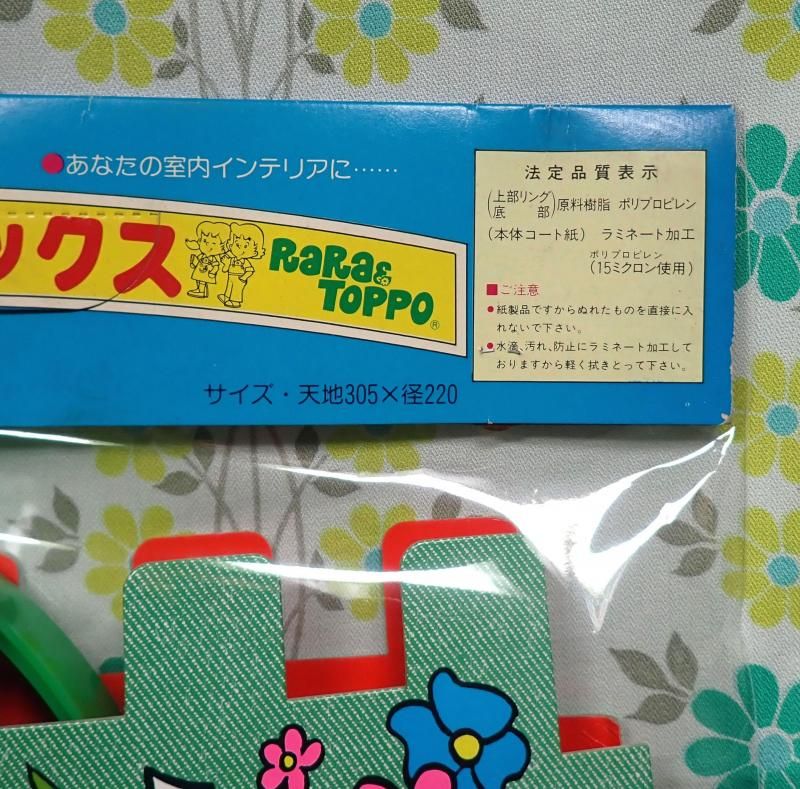 ●あなたの室内インテリアに……
ックス
RaRa&
TOPPO®
サイズ・天地305×径220
法定品質表示
(上部リング
底部)原料樹脂 ポリプロピレン
(本体コート紙) ラミネート加工
ポリプロピレン
(15ミクロン使用)
■ご注意
●紙製品ですからぬれたものを直接に入
れないで下さい。
●水滴、汚れ、防止にラミネート加工して
おりますから軽く拭きとって下さい。